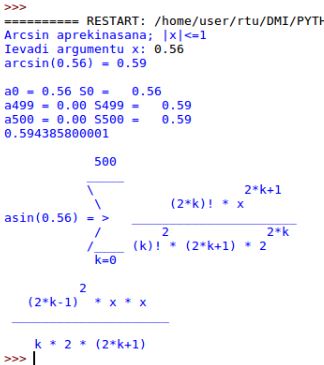 >>>
========== RESTART: /home/user/rtu/DMI/PYTH
Arcsin aprekinasana; |x|<=1
Ievadi argumentu x: 0.56
arcsin(0.56) = 0.59
a0 = 0.56 S0 =   0.56
a499 = 0.00 S499 =   0.59
a500 = 0.00 S500 =   0.59
0.594385800001
500
_____
\                    2*k+1
\         (2*k)! * x
asin(0.56) = >   ______________________
/        2             2*k
/____ (k)! * (2*k+1) * 2
k=0
2
(2*k-1)  * x * x
_____________________
k * 2 * (2*k+1)
>>>